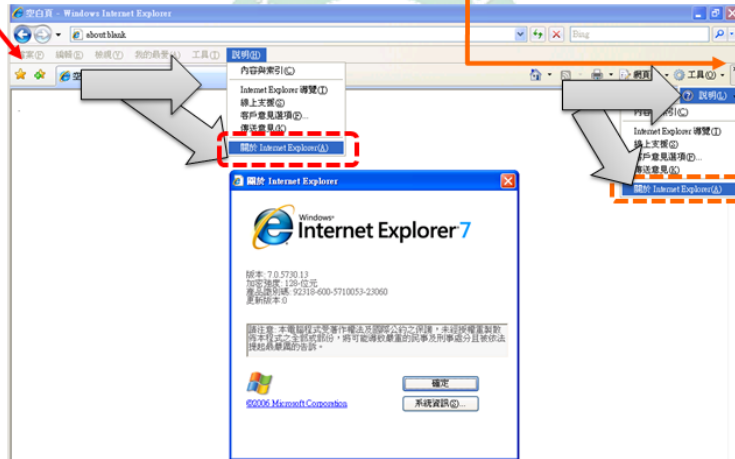 空白頁 - Windows Internet Explorer
about:blank
Bing
編輯(E) 檢視(V) 我的最愛(A) 工具(T) 說明(H)
內容與索引(C)
Internet Explorer 導覽(T)
線上支援(S)
客戶意見選項(P)...
傳送意見(K)
關於 Internet Explorer(A)
工具(O)
說明(L)
Internet Explorer 導覽(T)
線上支援(S)
客戶意見選項(P)...
關於 Internet Explorer(A)
關於 Internet Explorer
Windows
Internet Explorer 7
版本: 7.0.5730.13
加密強度: 128-位元
產品識別碼: 92318-600-5710053-23060
更新版本:0
請注意: 本電腦程式受著作權法及國際公約之保護，未經授權重製散
佈本程式之全部或部份，將可能導致嚴重的民事及刑事處分且被依法
提起最嚴厲的告訴。
©2006 Microsoft Corporation
確定
系統資訊(S)...